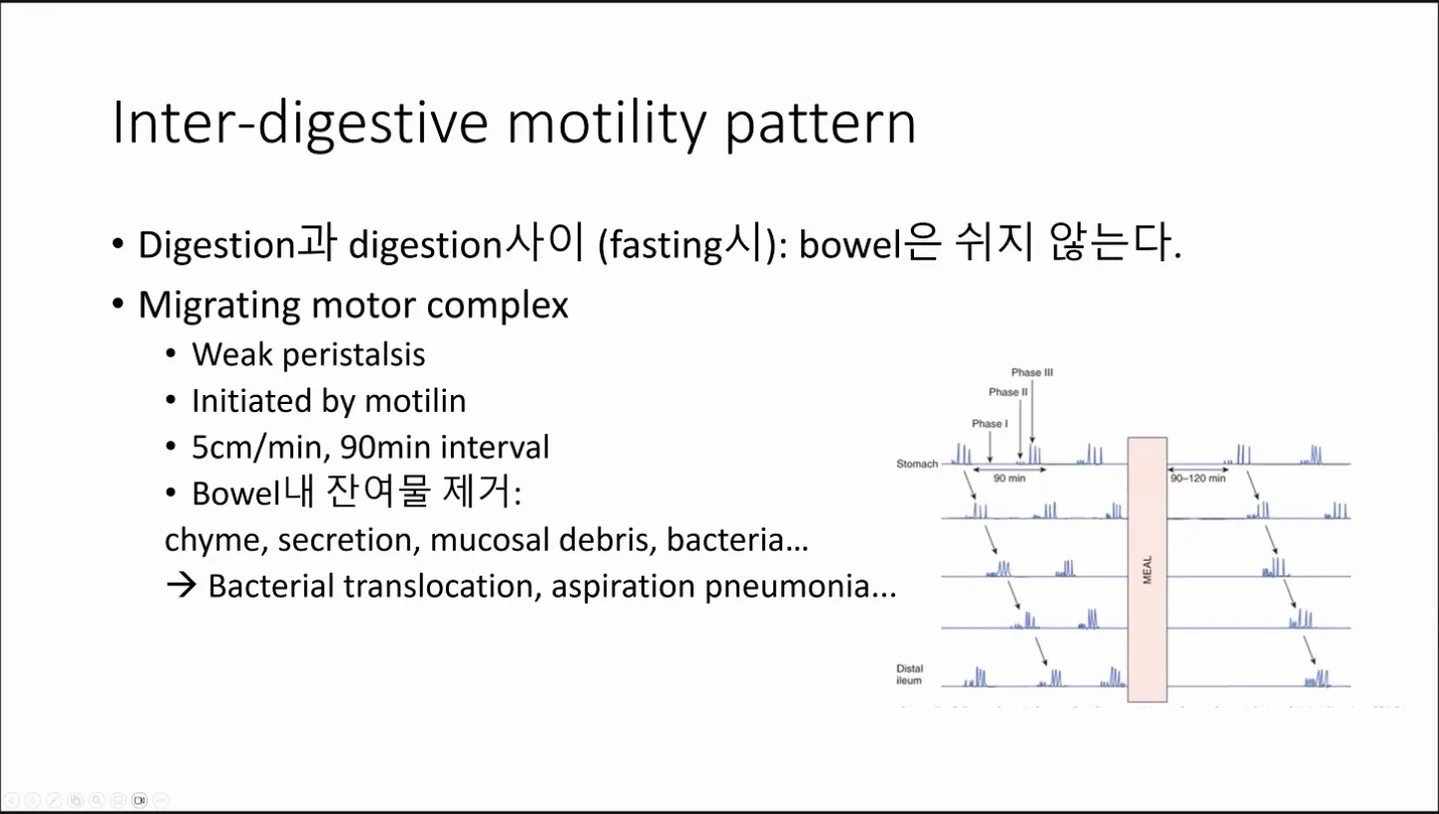 Inter-digestive motility pattern
• Digestion과 digestion사이 (fasting시): bowel은 쉬지 않는다.
• Migrating motor complex
• Weak peristalsis
• Initiated by motilin
• 5cm/min, 90min interval
• Bowel내 잔여물 제거:
chyme, secretion, mucosal debris, bacteria...
→ Bacterial translocation, aspiration pneumonia...
Phase III
Phase II
Phase I
Stomach
90 min
90–120 min
MEAL
Distal
ileum